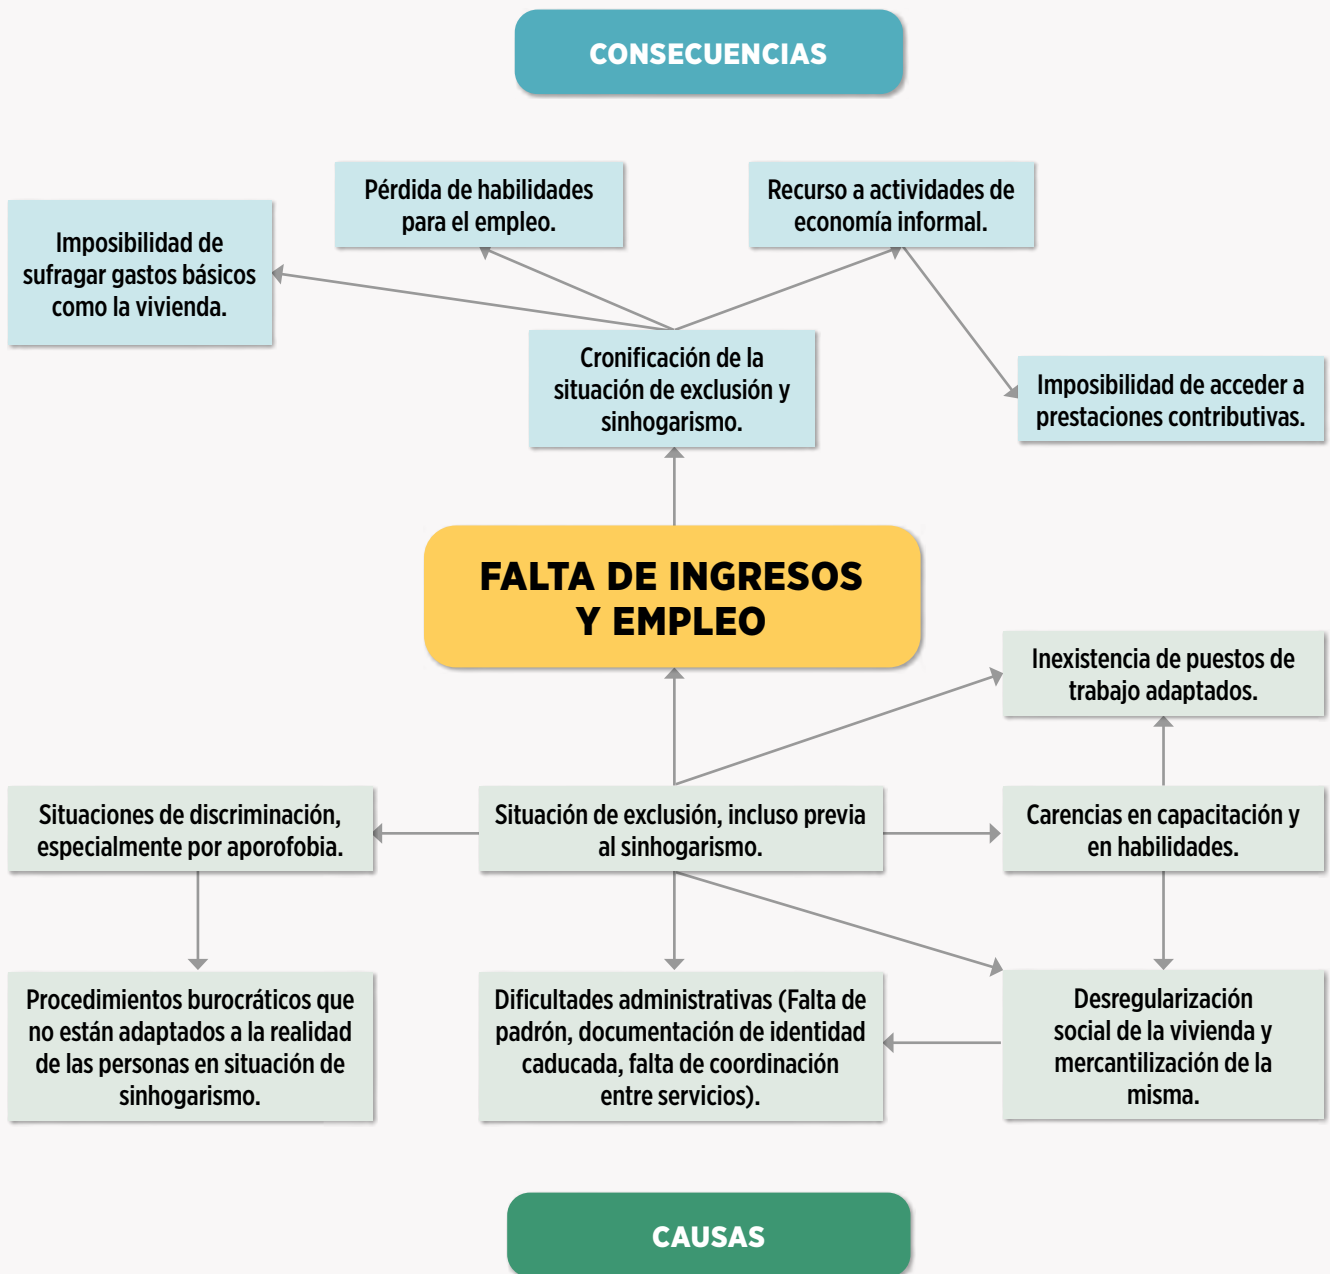 CONSECUENCIAS
Pérdida de habilidades
para el empleo.
Recurso a actividades de
economía informal.
Imposibilidad de
sufragar gastos básicos
como la vivienda.
Cronificación de la
situación de exclusión y
sinhogarismo.
Imposibilidad de acceder a
prestaciones contributivas.
FALTA DE INGRESOS
Y EMPLEO
Inexistencia de puestos de
trabajo adaptados.
Situaciones de discriminación,
especialmente por aporofobia.
Situación de exclusión, incluso previa
al sinhogarismo.
Carencias en capacitación y
en habilidades.
Procedimientos burocráticos que
no están adaptados a la realidad
de las personas en situación de
sinhogarismo.
Dificultades administrativas (Falta de
padrón, documentación de identidad
caducada, falta de coordinación
entre servicios).
Desregularización
social de la vivienda y
mercantilización de la
misma.
CAUSAS